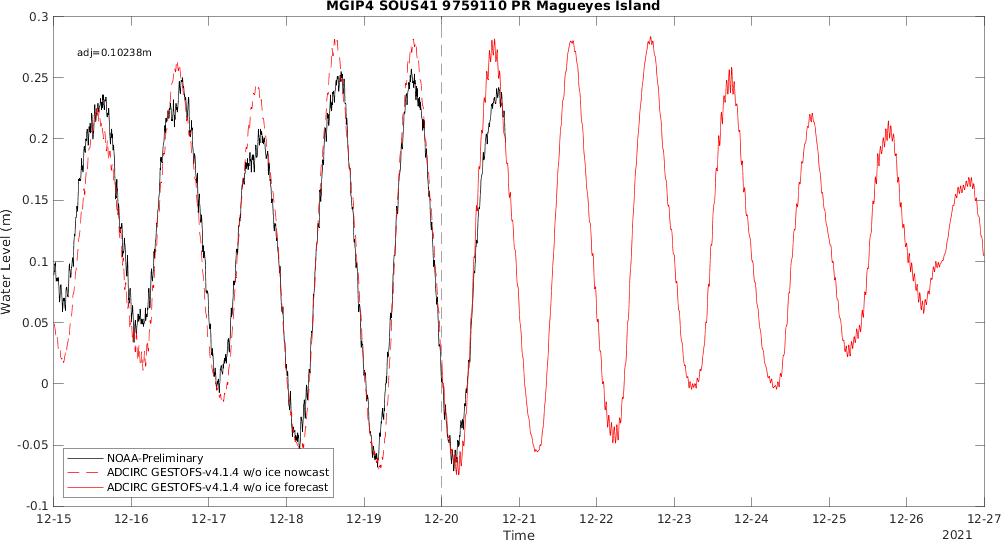 MGIP4 SOUS41 9759110 PR Magueyes Island
0.3
adj=0.10238m
0.25
0.2
0.15
0.1
0.05
0
-0.05
-0.1
Water Level (m)
NOAA-Preliminary
ADCIRC GESTOFS-v4.1.4 w/o ice nowcast
ADCIRC GESTOFS-v4.1.4 w/o ice forecast
12-15 12-16 12-17 12-18 12-19 12-20 12-21 12-22 12-23 12-24 12-25 12-26 12-27
Time
2021